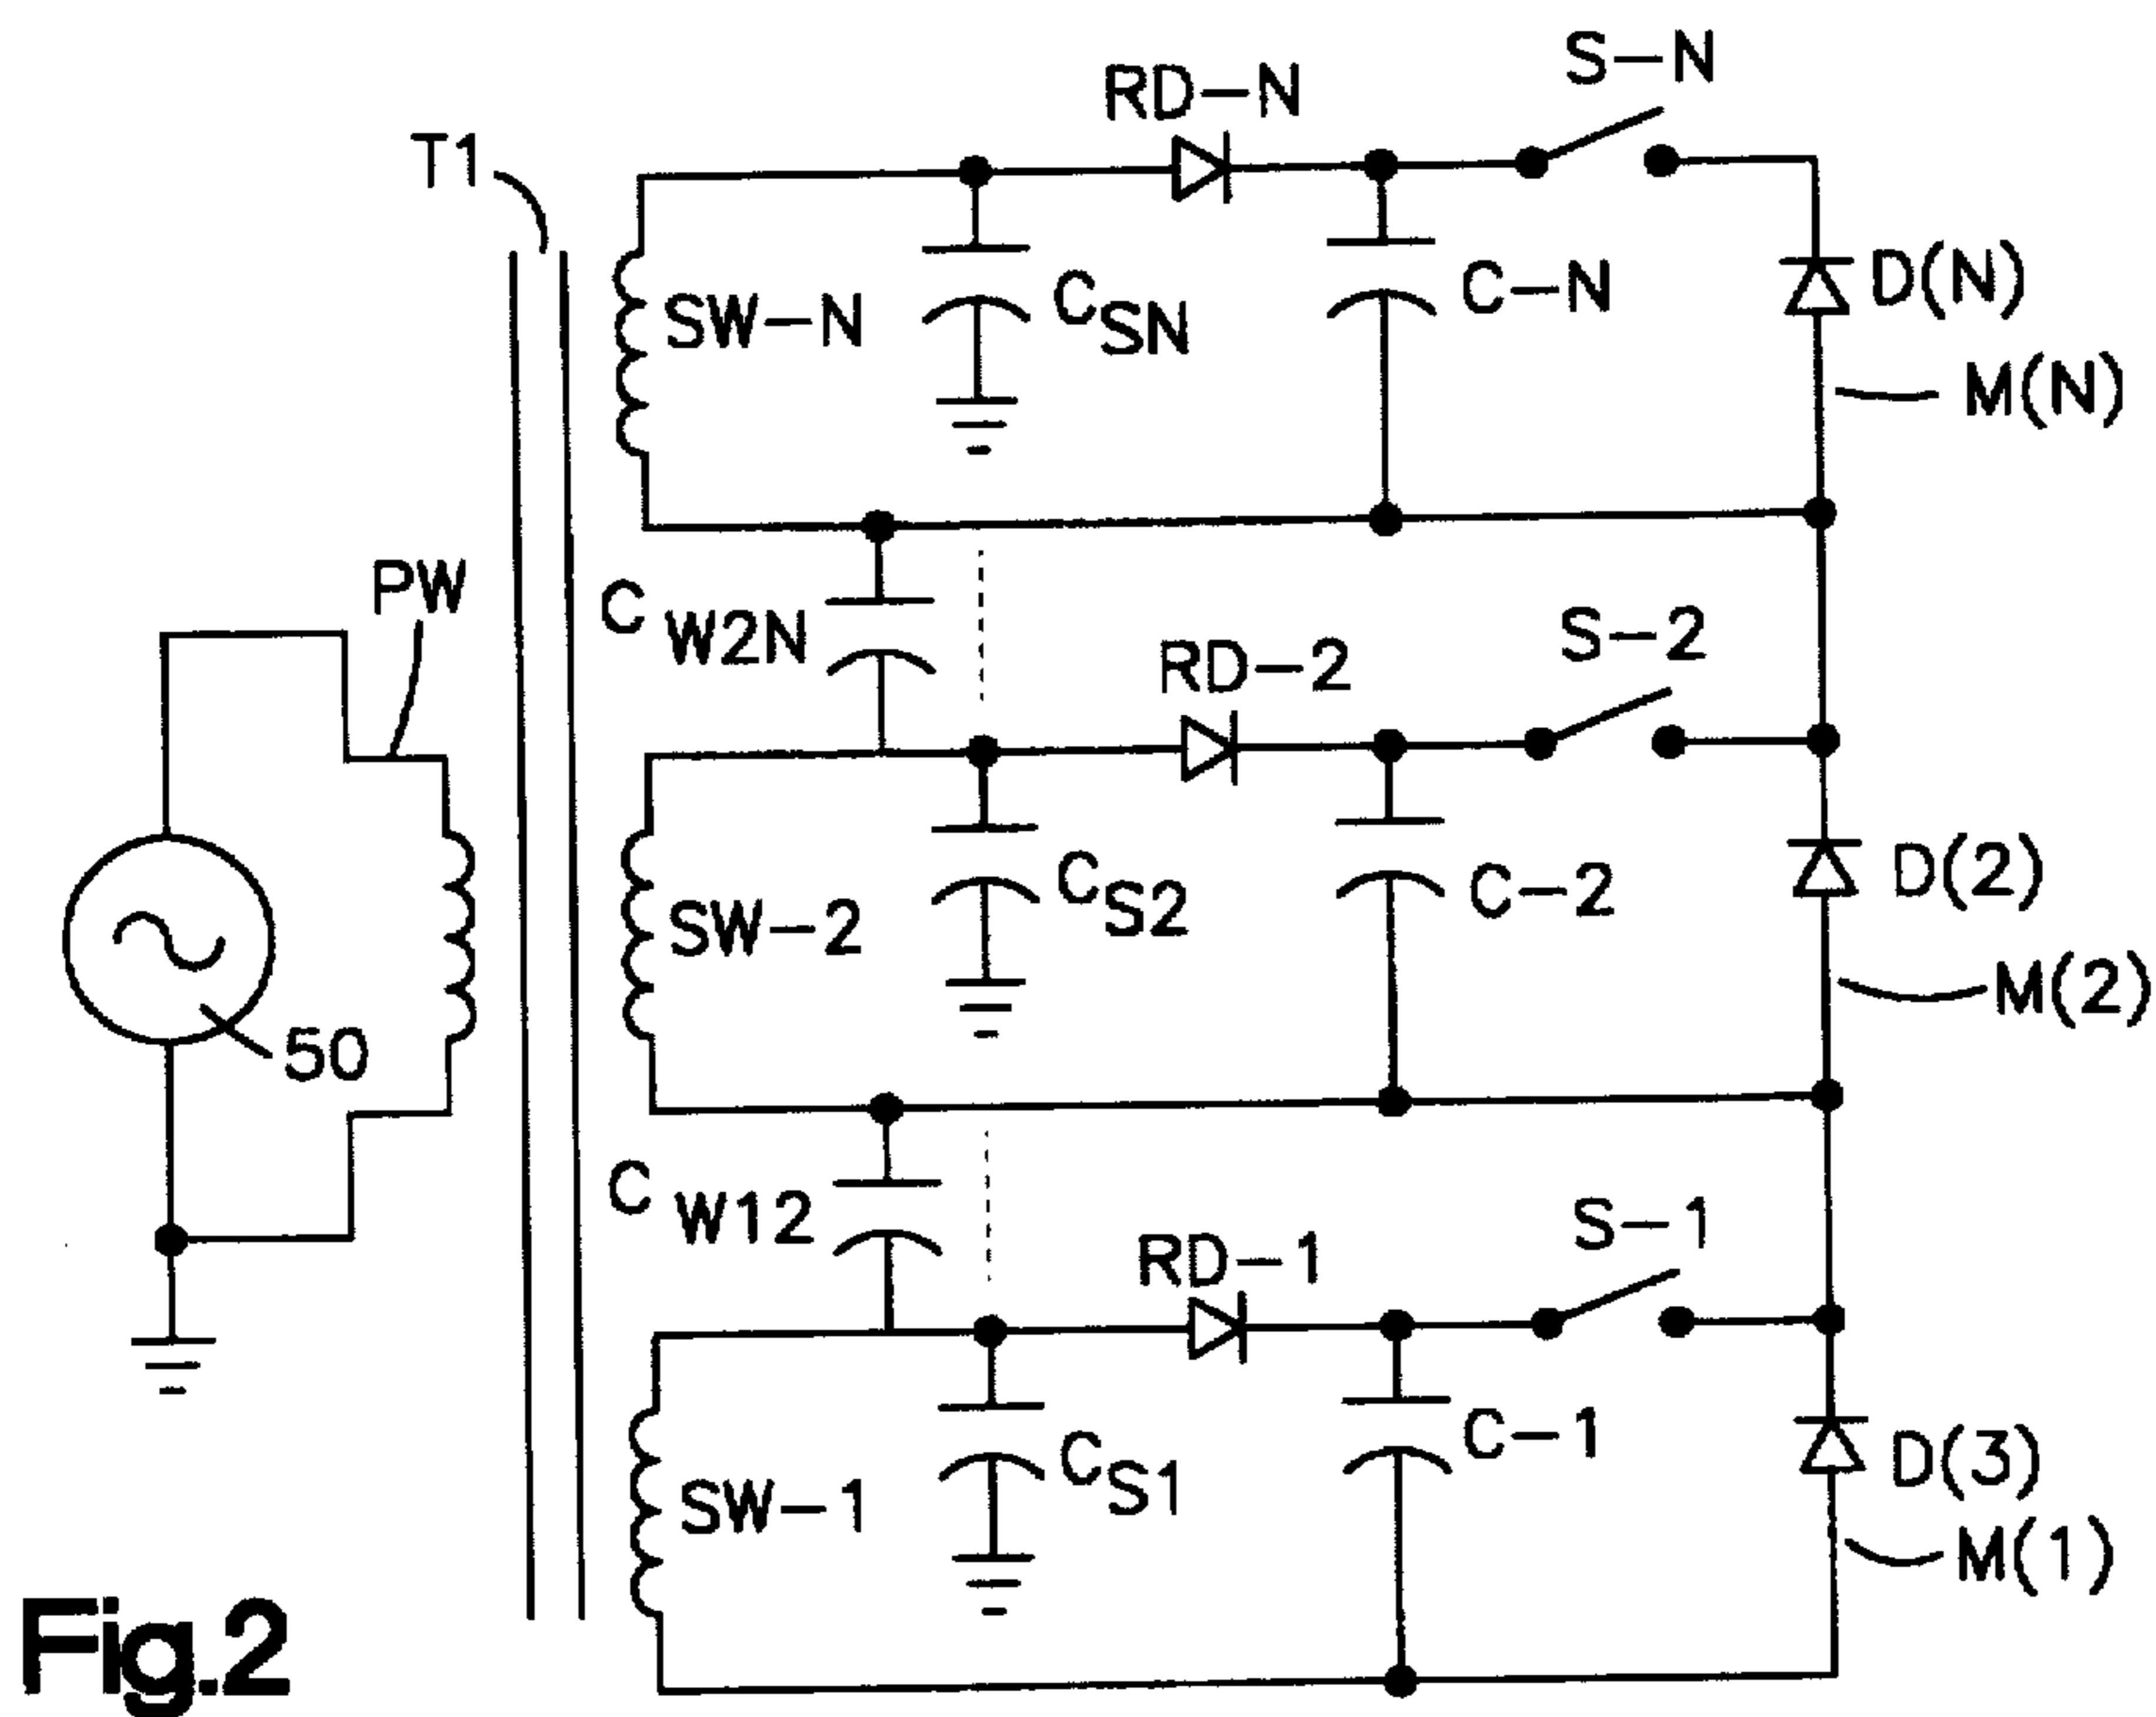 S-N
RD-N
T1
SW-N
C SN
C-N
D(N)
M(N)
PW
C W2N
RD-2
S-2
SW-2
C S2
C-2
D(2)
M(2)
50
C W12
RD-1
S-1
SW-1
C S1
C-1
D(3)
M(1)
Fig.2